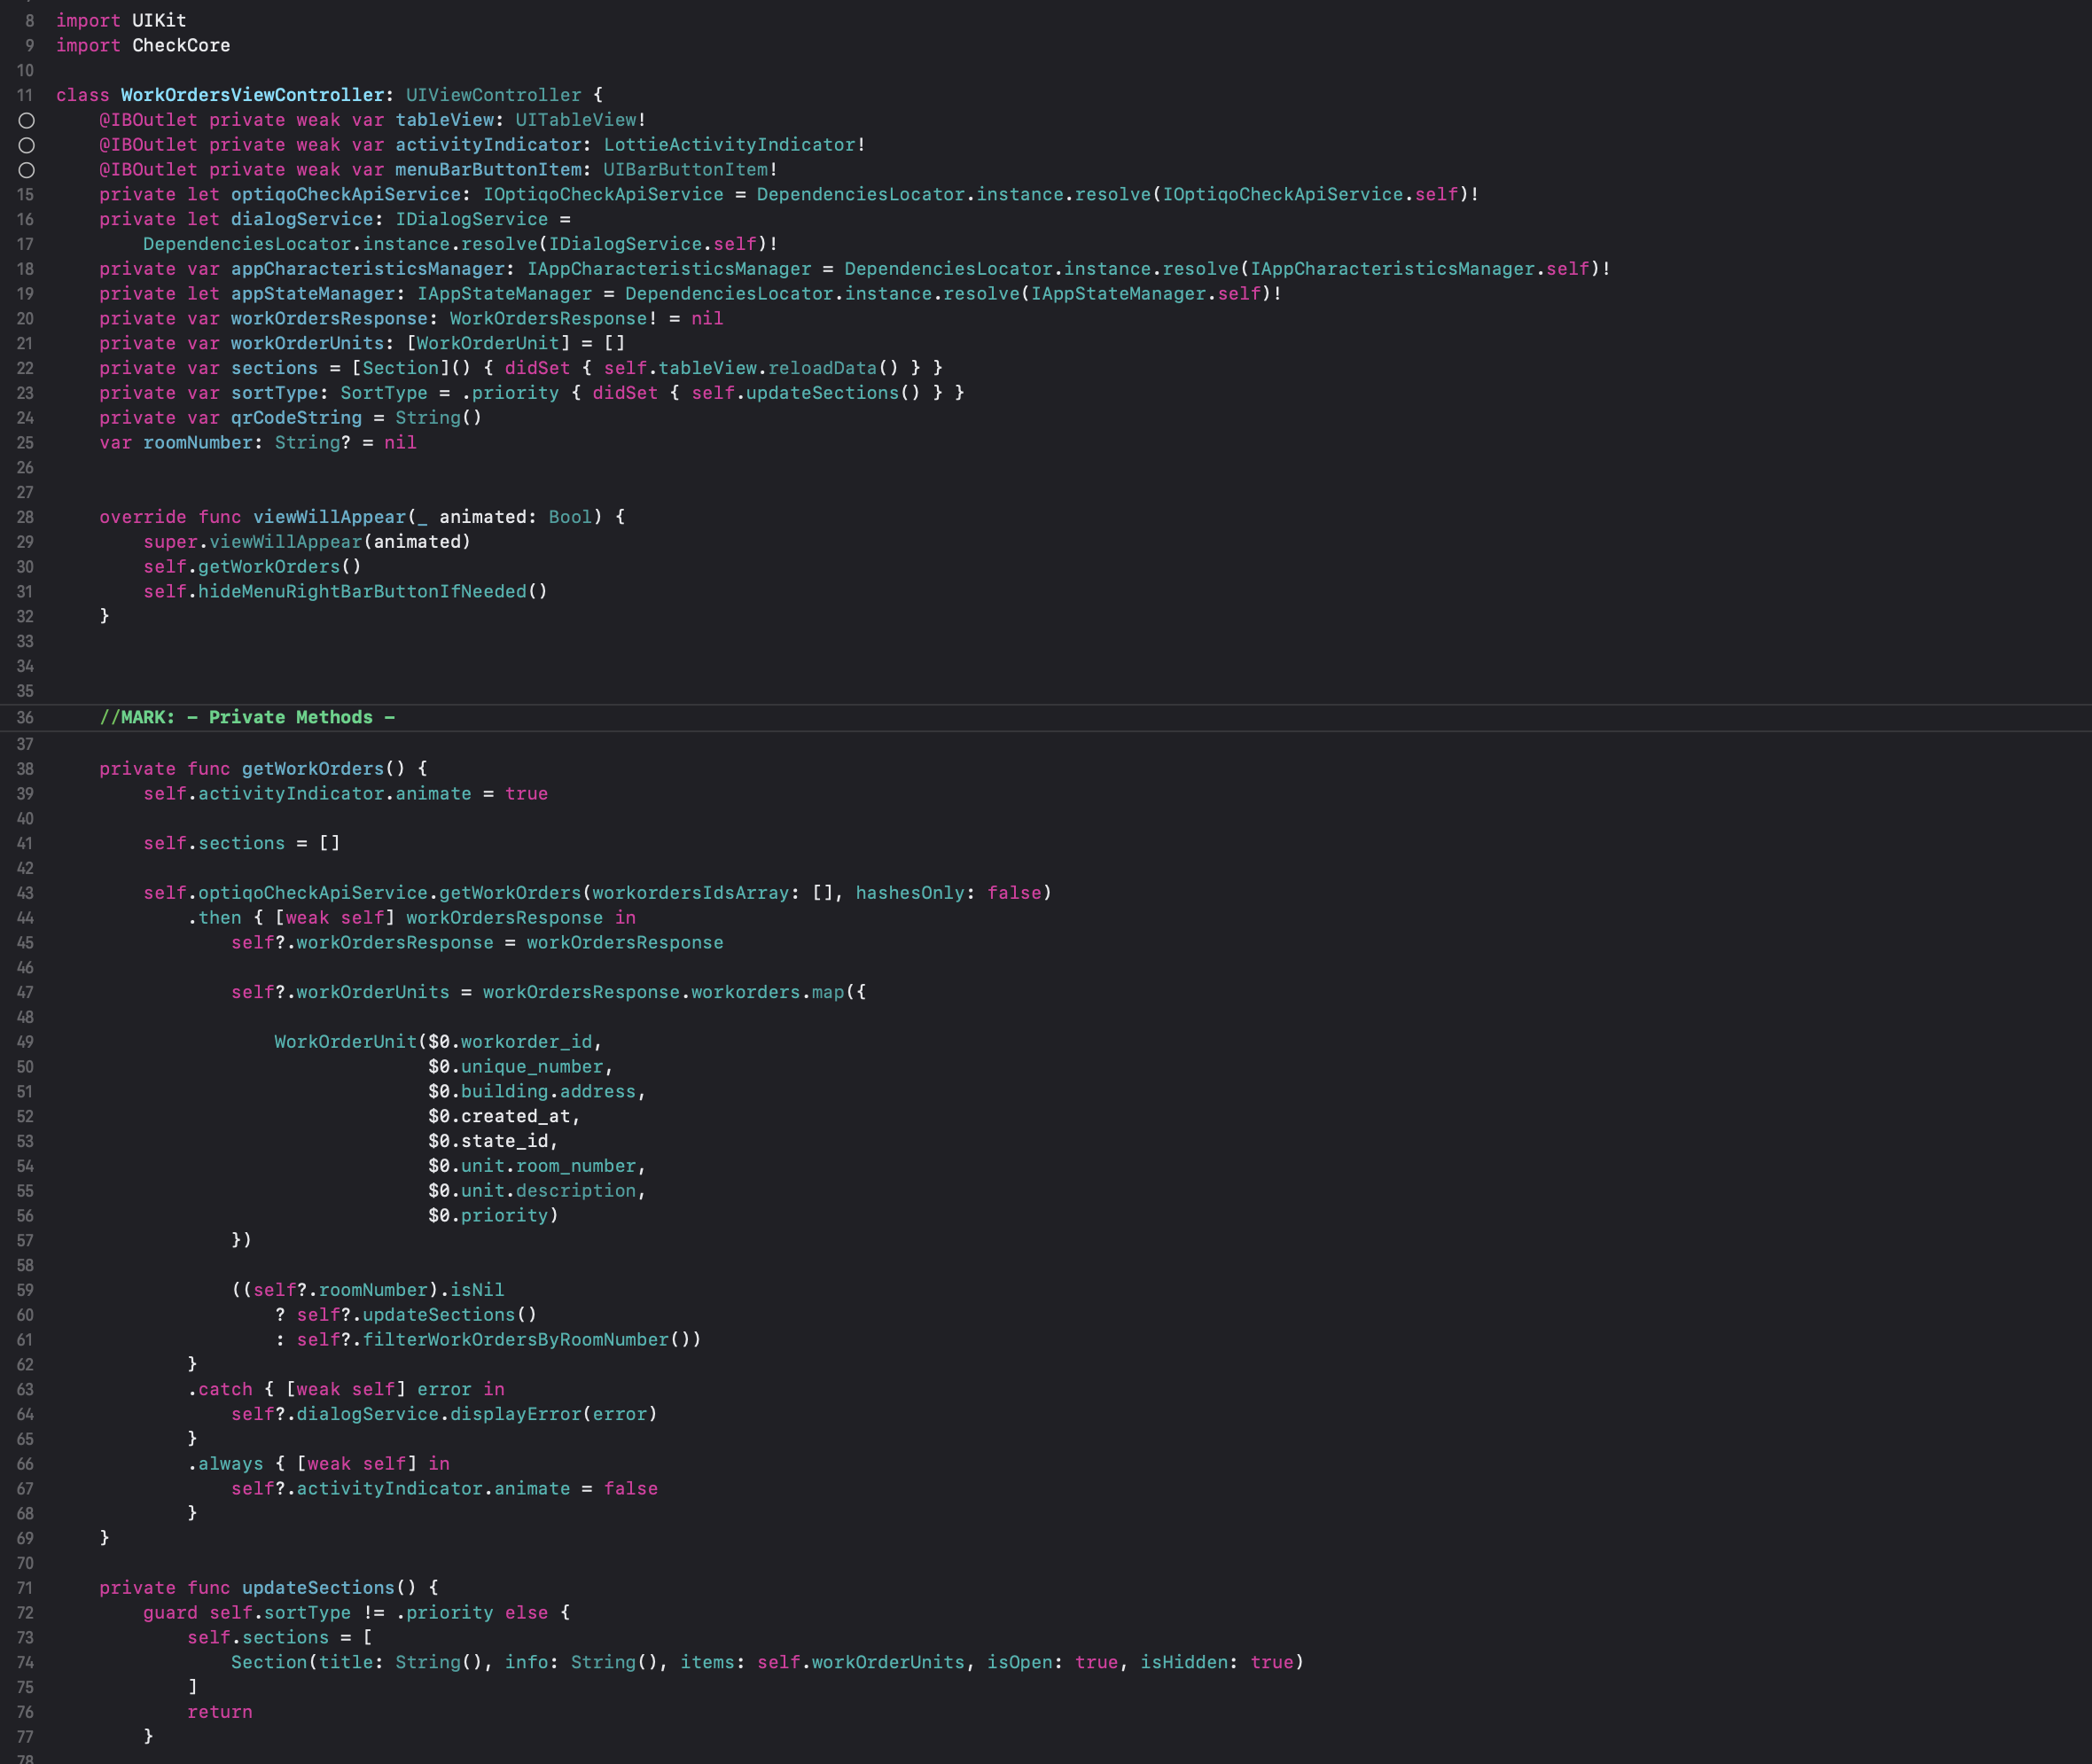 8 import UIKit
9 import CheckCore
10
11 class WorkOrdersViewController: UIViewController {
@IBOutlet private weak var tableView: UITableView!
@IBOutlet private weak var activityIndicator: LottieActivityIndicator!
@IBOutlet private weak var menuBarButtonItem: UIBarButtonItem!
15 private let optiqoCheckApiService: IOptiqoCheckApiService = DependenciesLocator.instance.resolve(IOptiqoCheckApiService.self)!
16 private let dialogService: IDialogService =
17 DependenciesLocator.instance.resolve(IDialogService.self)!
18 private var appCharacteristicsManager: IAppCharacteristicsManager = DependenciesLocator.instance.resolve(IAppCharacteristicsManager.self)!
19 private let appStateManager: IAppStateManager = DependenciesLocator.instance.resolve(IAppStateManager.self)!
20 private var workOrdersResponse: WorkOrdersResponse! = nil
21 private var workOrderUnits: [WorkOrderUnit] = []
22 private var sections = [Section]() { didSet { self.tableView.reloadData() } }
23 private var sortType: SortType = .priority { didSet { self.updateSections() } }
24 private var qrCodeString = String()
25 var roomNumber: String? = nil
26
27
28 override func viewWillAppear(_ animated: Bool) {
29 super.viewWillAppear(animated)
30 self.getWorkOrders()
31 self.hideMenuRightBarButtonIfNeeded()
32 }
33
34
35
36 //MARK: - Private Methods -
37
38 private func getWorkOrders() {
39 self.activityIndicator.animate = true
40
41 self.sections = []
42
43 self.optiqoCheckApiService.getWorkOrders(workordersIdsArray: [], hashesOnly: false)
44 .then { [weak self] workOrdersResponse in
45 self?.workOrdersResponse = workOrdersResponse
46
47 self?.workOrderUnits = workOrdersResponse.workorders.map({
48
49 WorkOrderUnit($0.workorder_id,
50 $0.unique_number,
51 $0.building.address,
52 $0.created_at,
53 $0.state_id,
54 $0.unit.room_number,
55 $0.unit.description,
56 $0.priority)
57 })
58
59 ((self?.roomNumber).isNil
60 ? self?.updateSections()
61 : self?.filterWorkOrdersByRoomNumber())
62 }
63 .catch { [weak self] error in
64 self?.dialogService.displayError(error)
65 }
66 .always { [weak self] in
67 self?.activityIndicator.animate = false
68 }
69 }
70
71 private func updateSections() {
72 guard self.sortType != .priority else {
73 self.sections = [
74 Section(title: String(), info: String(), items: self.workOrderUnits, isOpen: true, isHidden: true)
75 ]
76 return
77 }
78